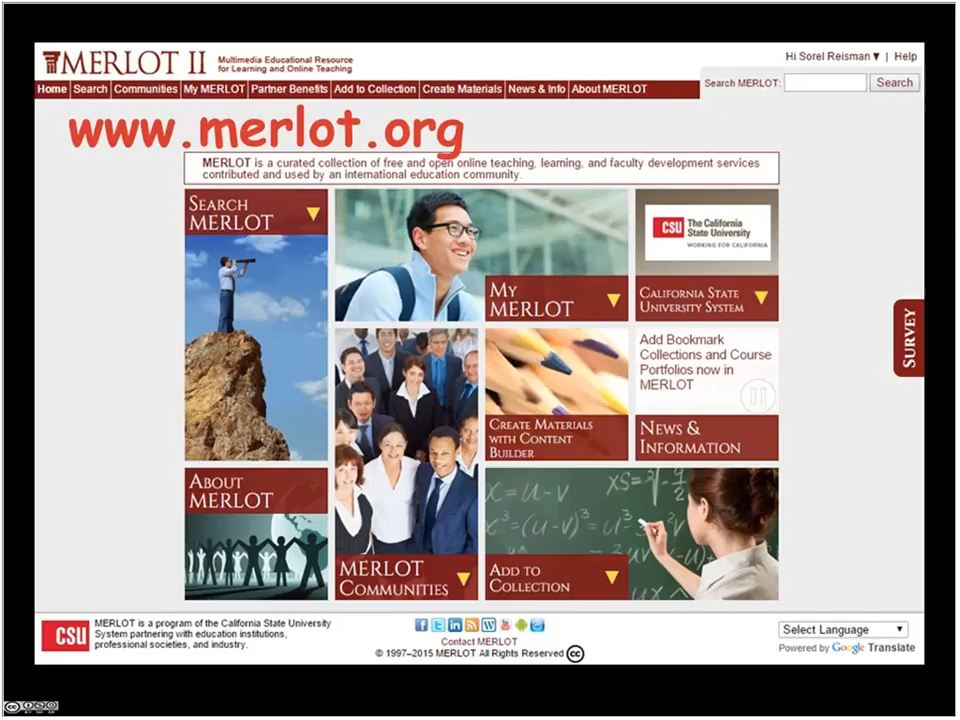 MERLOT II
Multimedia Educational Resource
for Learning and Online Teaching
Hi Sorel Reisman ▼ | Help
Home Search Communities My MERLOT Partner Benefits Add to Collection Create Materials News & Info About MERLOT
Search MERLOT: Search
www.merlot.org
MERLOT is a curated collection of free and open online teaching, learning, and faculty development services
contributed and used by an international education community.
SEARCH
MERLOT
MY
MERLOT
CSU The California
State University
WORKING FOR CALIFORNIA
CALIFORNIA STATE
UNIVERSITY SYSTEM
SURVEY
Add Bookmark
Collections and Course
Portfolios now in
MERLOT
CREATE MATERIALS
WITH CONTENT
BUILDER
NEWS &
INFORMATION
ABOUT
MERLOT
MERLOT
COMMUNITIES
X = U - V
ADD TO
COLLECTION
CSU
MERLOT is a program of the California State University
System partnering with education institutions,
professional societies, and industry.
Contact MERLOT
© 1997–2015 MERLOT All Rights Reserved cc
Select Language ▼
Powered by Google Translate